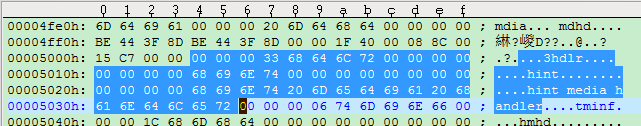 0 1 2 3 4 5 6 7 8 9 a b c d e f
00004fe0h: 6D 64 69 61 00 00 00 20 6D 64 68 64 00 00 00 00 ; mdia... mdhd....
00004ff0h: BE 44 3F 8D BE 44 3F 8D 00 00 1F 40 00 08 8C 00 ; 綝?嵕D??..@..?
00005000h: 15 C7 00 00 00 00 00 33 68 64 6C 72 00 00 00 00 ; .?....3hdlr....
00005010h: 00 00 00 00 68 69 6E 74 00 00 00 00 00 00 00 00 ; ....hint........
00005020h: 00 00 00 00 68 69 6E 74 20 6D 65 64 69 61 20 68 ; ....hint media h
00005030h: 61 6E 64 6C 65 72 00 00 00 00 06 74 6D 69 6E 66 ; andler.....tminf
00005040h: 00 00 00 1C 68 6D 68 64 00 00 00 00 00 00 00 00 ; ....hmhd........